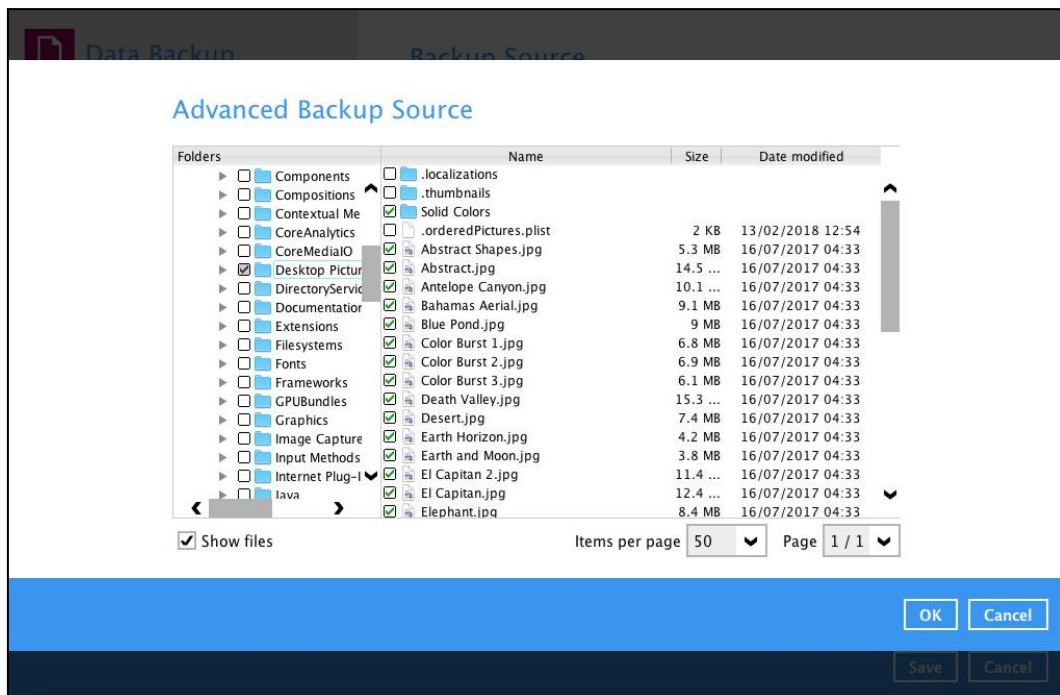 Data Backup
Backup Source
Advanced Backup Source
Folders Name Size Date modified
Components .localizations
Compositions .thumbnails
Contextual Me Solid Colors
CoreAnalytics .orderedPictures.plist 2 KB 13/02/2018 12:54
CoreMediaIO Abstract Shapes.jpg 5.3 MB 16/07/2017 04:33
Desktop Pictur Abstract.jpg 14.5 ... 16/07/2017 04:33
DirectoryServic Antelope Canyon.jpg 10.1 ... 16/07/2017 04:33
Documentation Bahamas Aerial.jpg 9.1 MB 16/07/2017 04:33
Extensions Blue Pond.jpg 9 MB 16/07/2017 04:33
Filesystems Color Burst 1.jpg 6.8 MB 16/07/2017 04:33
Fonts Color Burst 2.jpg 6.9 MB 16/07/2017 04:33
Frameworks Color Burst 3.jpg 6.1 MB 16/07/2017 04:33
GPUBundles Death Valley.jpg 15.3 ... 16/07/2017 04:33
Graphics Desert.jpg 7.4 MB 16/07/2017 04:33
Image Capture Earth Horizon.jpg 4.2 MB 16/07/2017 04:33
Input Methods Earth and Moon.jpg 3.8 MB 16/07/2017 04:33
Internet Plug-I El Capitan 2.jpg 11.4 ... 16/07/2017 04:33
Java El Capitan.jpg 12.4 ... 16/07/2017 04:33
Elephant.jpg 8.4 MB 16/07/2017 04:33
Show files Items per page 50 Page 1 / 1
OK Cancel
Save Cancel